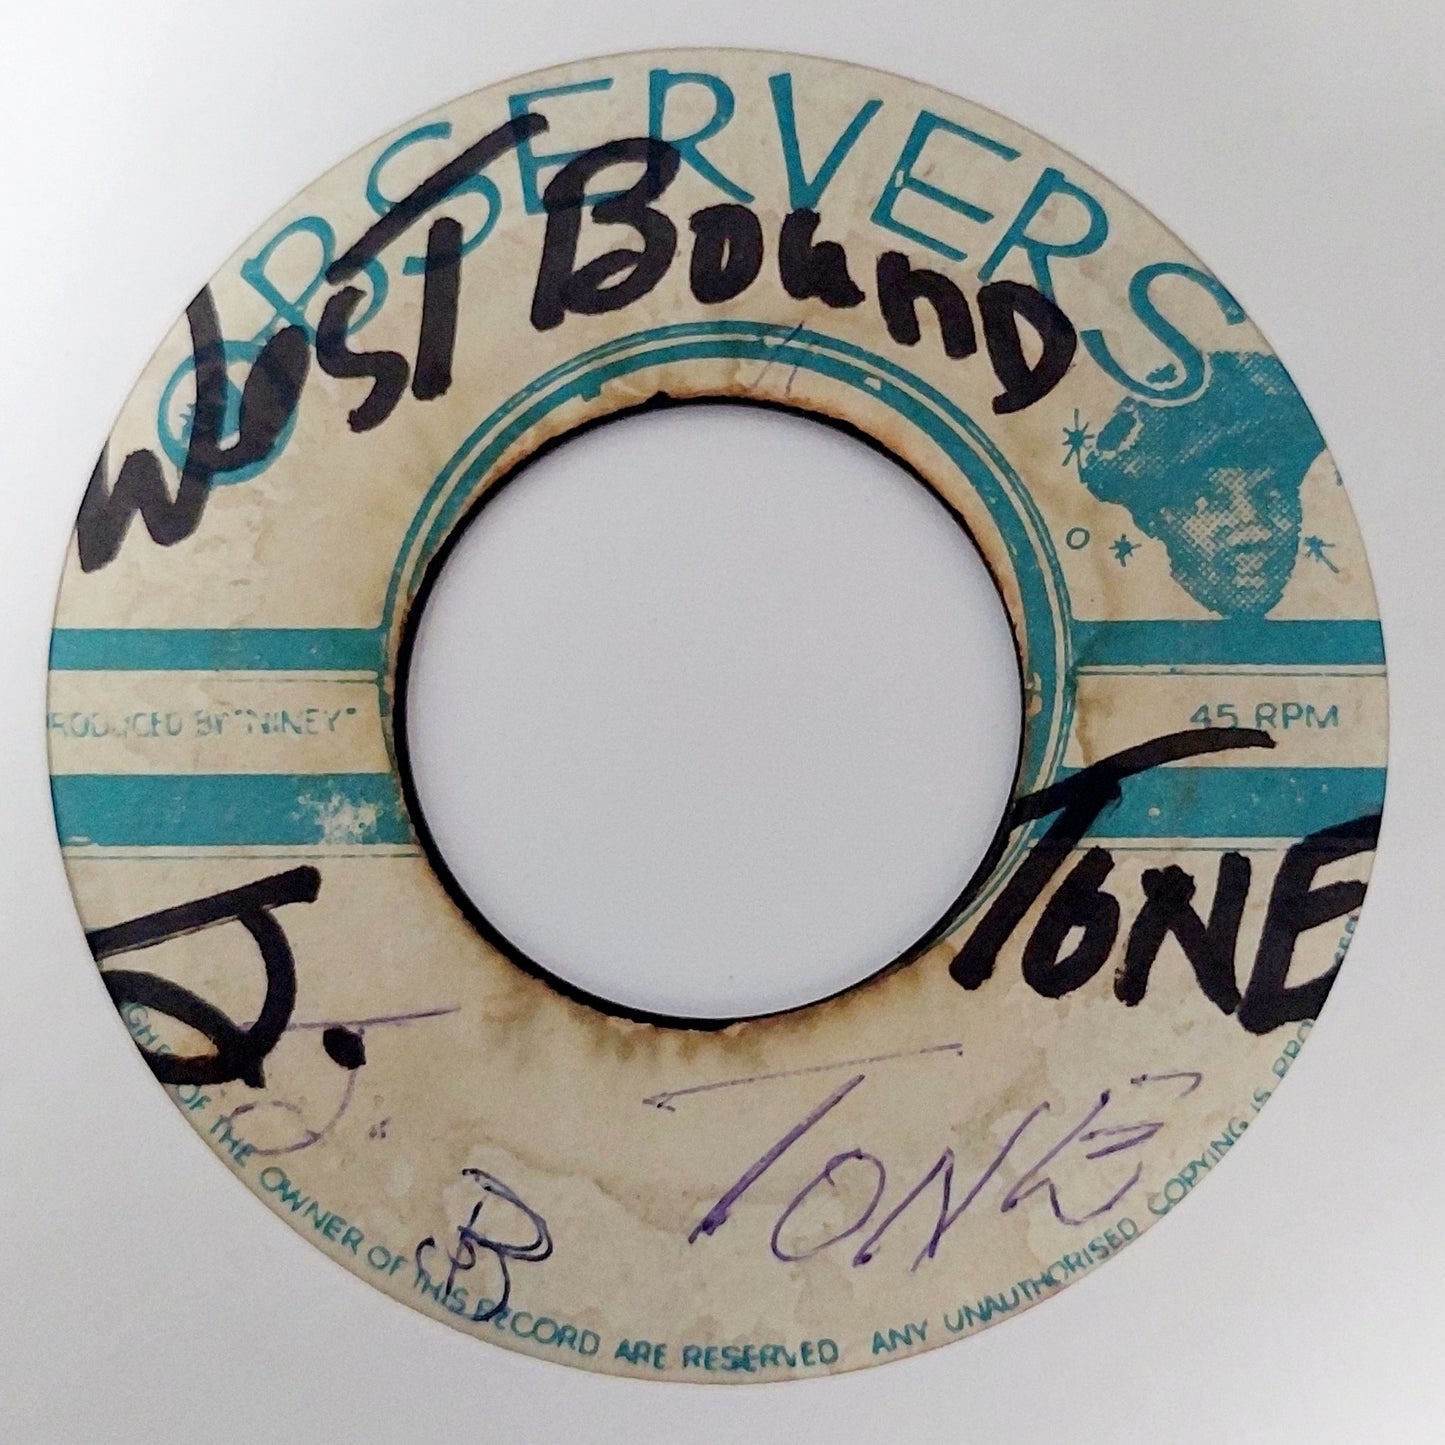 OBSERVERS
WEST BOUND
PRODUCED BY "NINEY"
45 RPM
J. TONE
J. TONE
B
OF THE OWNER OF THIS RECORD ARE RESERVED ANY UNAUTHORISED COPYING IS